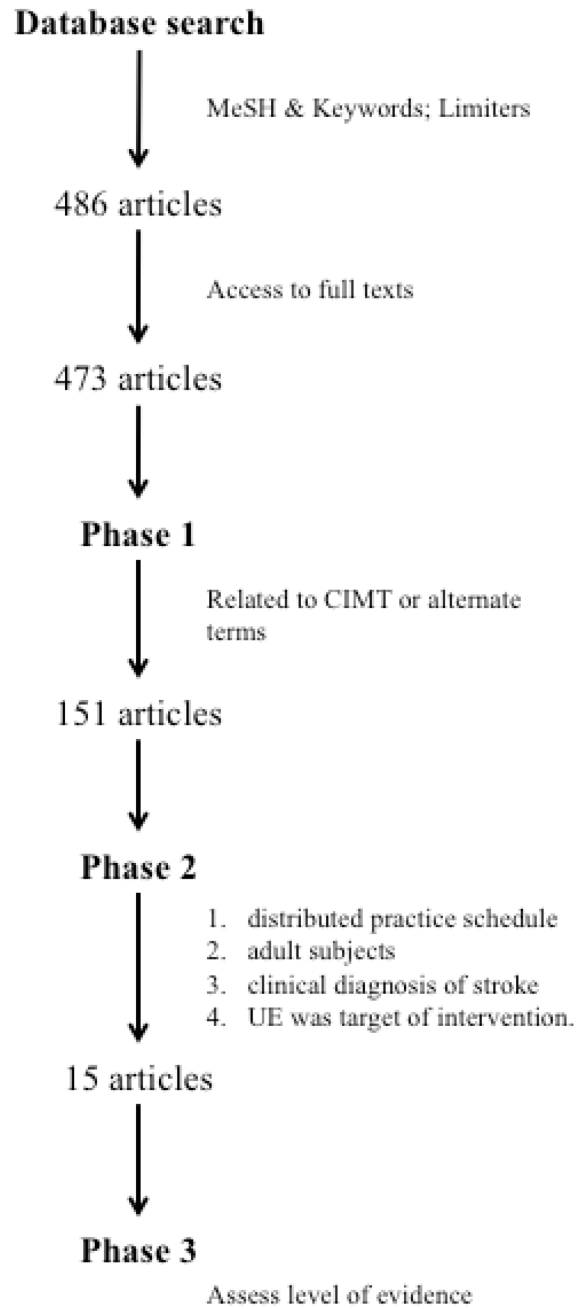 Database search
MeSH & Keywords; Limiters
486 articles
Access to full texts
473 articles
Phase 1
Related to CIMT or alternate
terms
151 articles
Phase 2
1. distributed practice schedule
2. adult subjects
3. clinical diagnosis of stroke
4. UE was target of intervention.
15 articles
Phase 3
Assess level of evidence